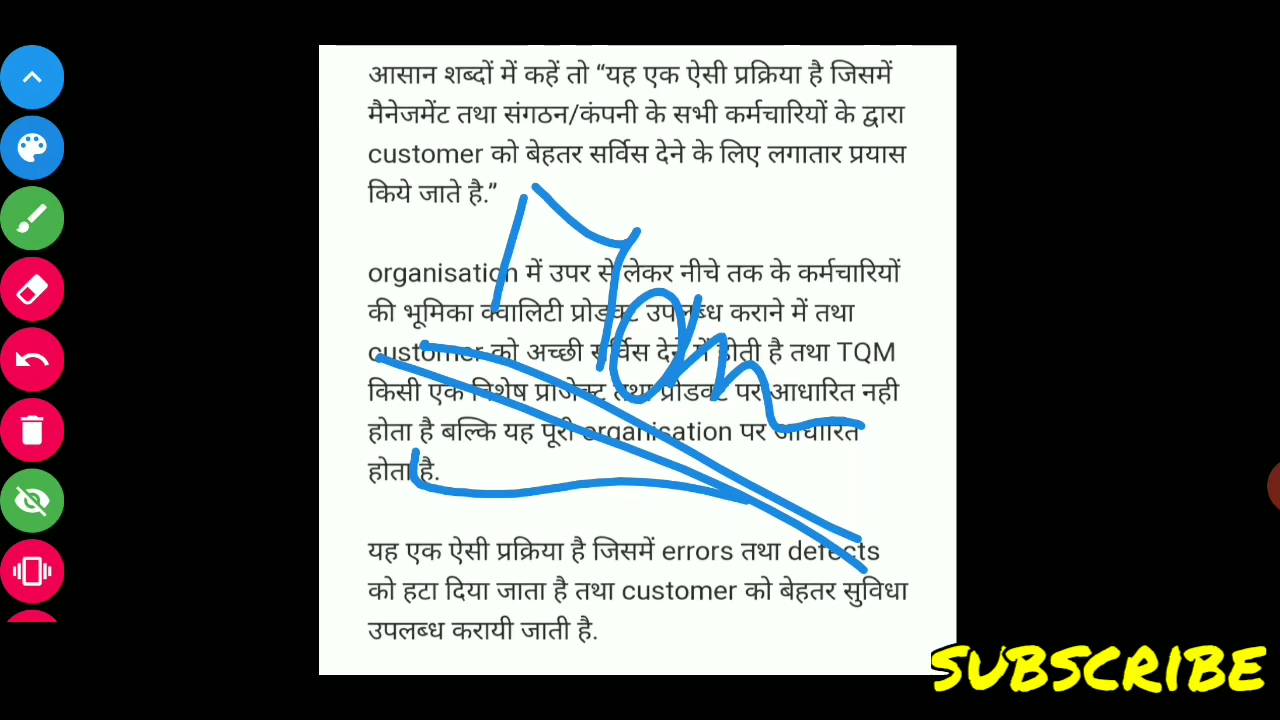 आसान शब्दों में कहें तो “यह एक ऐसी प्रक्रिया है जिसमें
मैनेजमेंट तथा संगठन/कंपनी के सभी कर्मचारियों के द्वारा
customer को बेहतर सर्विस देने के लिए लगातार प्रयास
किये जाते है.”
organisation में उपर से लेकर नीचे तक के कर्मचारियों
की भूमिका क्वालिटी प्रोडक्ट उपलब्ध कराने में तथा
customer को अच्छी सर्विस देने में होती है तथा TQM
किसी एक विशेष प्रोजेक्ट तथा प्रोडक्ट पर आधारित नही
होता है बल्कि यह पूरी organisation पर आधारित
होता है.
यह एक ऐसी प्रक्रिया है जिसमें errors तथा defects
को हटा दिया जाता है तथा customer को बेहतर सुविधा
उपलब्ध करायी जाती है.
SUBSCRIBE